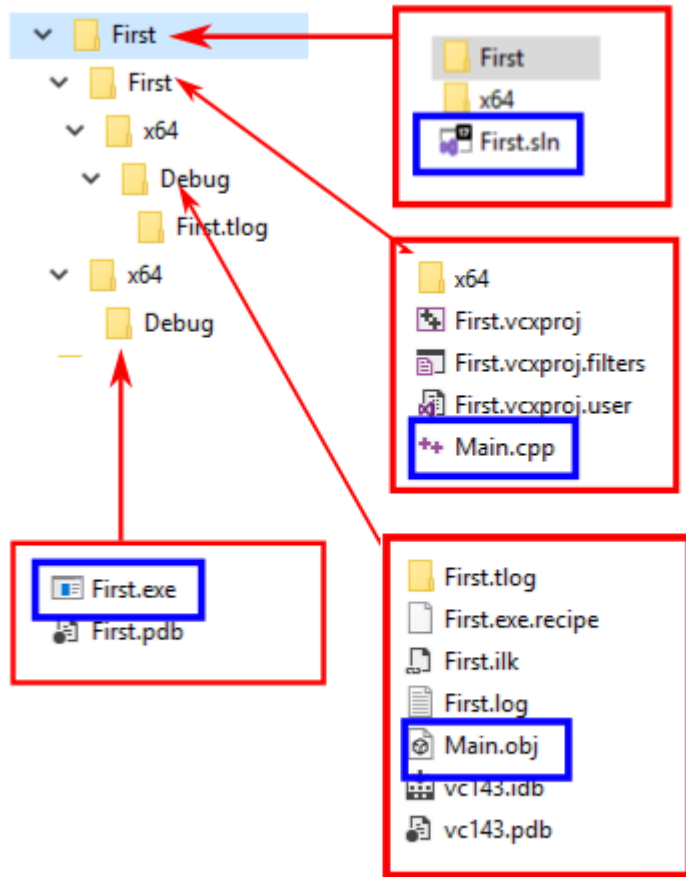 First
First
x64
Debug
First.tlog
x64
Debug
First
x64
First.sln
x64
First.vcxproj
First.vcxproj.filters
First.vcxproj.user
Main.cpp
First.exe
First.pdb
First.tlog
First.exe.recipe
First.ilk
First.log
Main.obj
vc143.idb
vc143.pdb